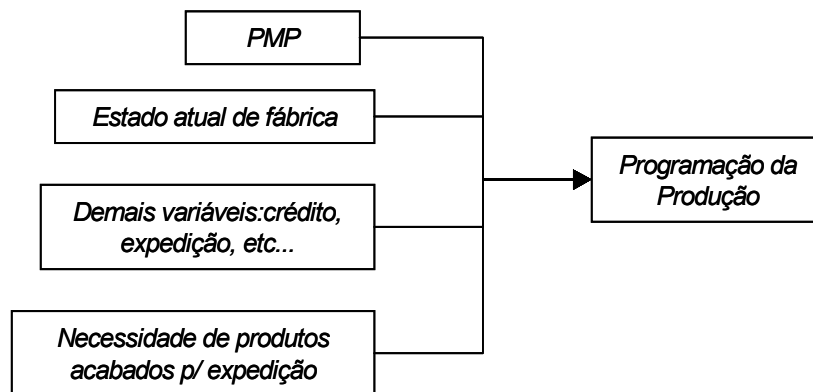 PMP
Estado atual de fábrica
Demais variáveis:crédito,
expedição, etc...
Necessidade de produtos
acabados p/ expedição
Programação da
Produção